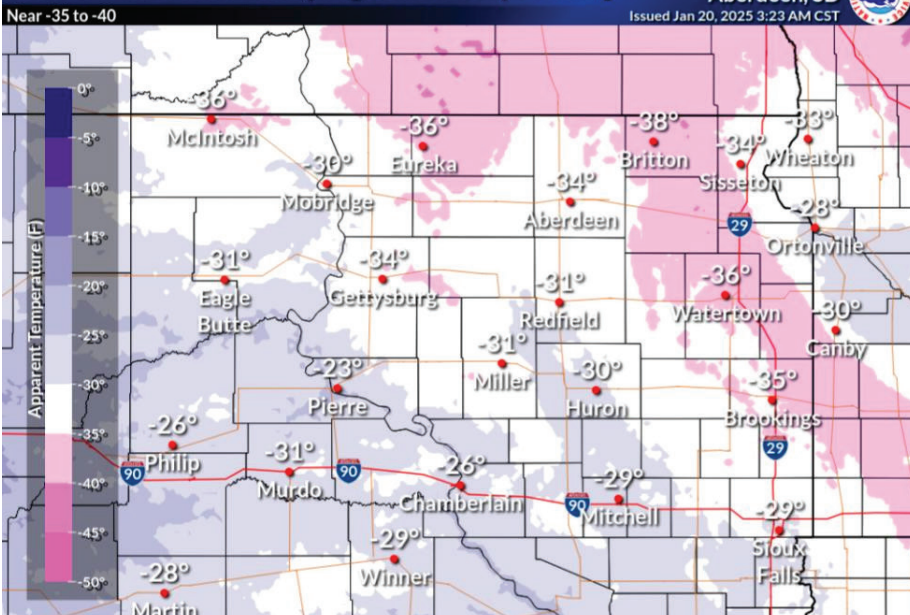 Aberdeen, SD
Near -35 to -40
Issued Jan 20, 2025 3:23 AM CST
Apparent Temperature (F)
0°
-5°
-10°
-15°
-20°
-25°
-30°
-35°
-40°
-45°
-50°
-36°
McIntosh
-36°
Eureka
-38°
Britton
-34°
Sisseton
-33°
Wheaton
-30°
Mobridge
-34°
Aberdeen
29
-28°
Ortonville
-31°
Eagle
Butte
-34°
Gettysburg
-31°
Redfield
-36°
Watertown
-30°
Canby
-23°
Pierre
-31°
Miller
-30°
Huron
-35°
Brookings
-26°
Philip
90
-31°
Murdo
90
-26°
Chamberlain
90
-29°
Mitchell
29
-29°
Sioux
Falls
-28°
Martin
-29°
Winner